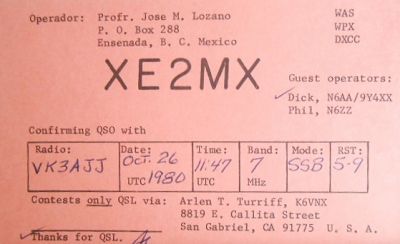 Operador: Profr. Jose M. Lozano WAS
P. O. Box 288 WPX
Ensenada, B. C. Mexico DXCC
XE2MX
Guest operators:
Dick, N6AA/9Y4XX
Phil, N6ZZ
Confirming QSO with
Radio: Date: Time: Band: Mode: RST:
VK3AJJ Oct. 26 11:47 7 SSB 5-9
UTC 1980 UTC MHz
Contests only QSL via: Arlen T. Turriff, K6VNX
8819 E. Callita Street
Thanks for QSL. San Gabriel, CA 91775 U. S. A.